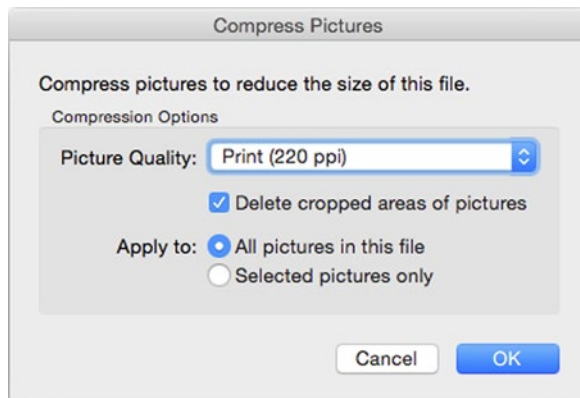 Compress Pictures
Compress pictures to reduce the size of this file.
Compression Options
Picture Quality: Print (220 ppi)
Delete cropped areas of pictures
Apply to: All pictures in this file
Selected pictures only
Cancel OK